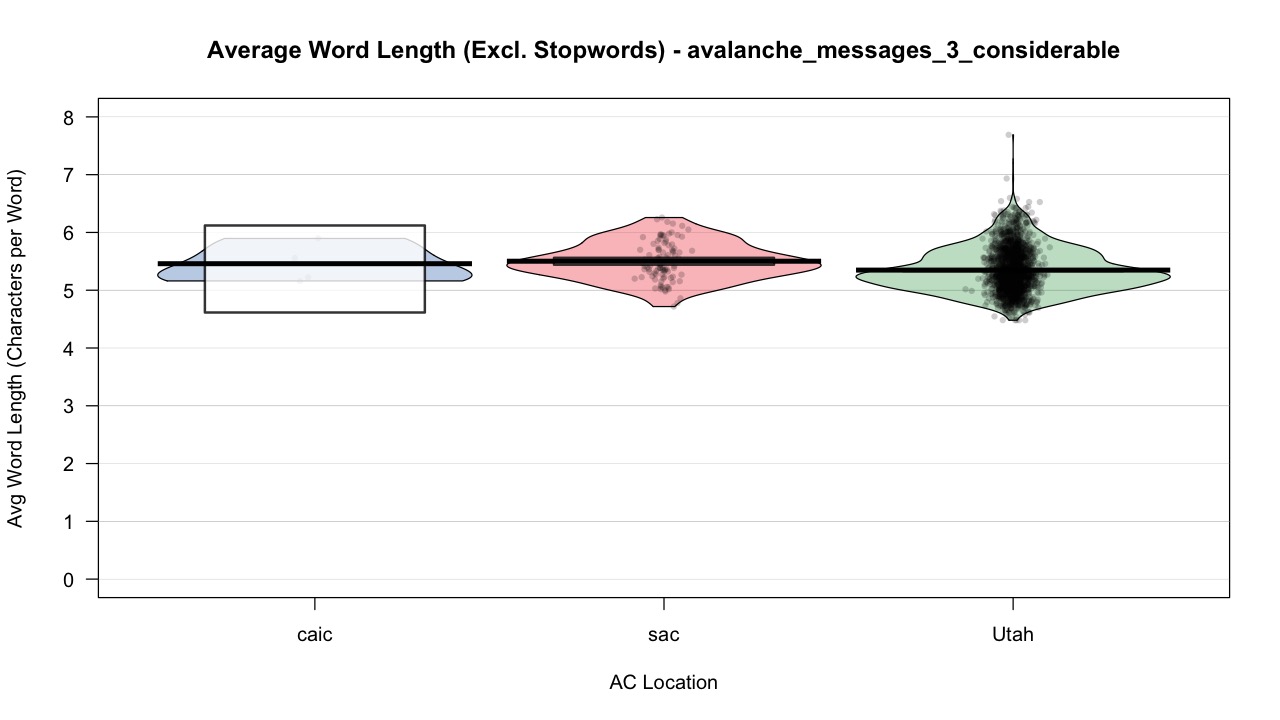 Average Word Length (Excl. Stopwords) - avalanche_messages_3_considerable
Avg Word Length (Characters per Word)
8
7
6
5
4
3
2
1
0
caic sac Utah
AC Location